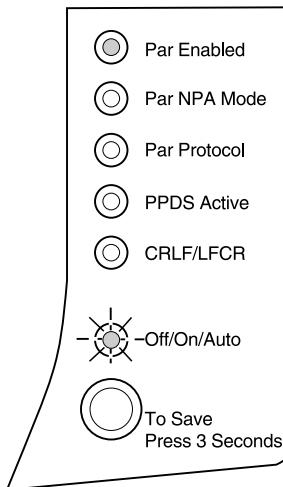 Par Enabled
Par NPA Mode
Par Protocol
PPDS Active
CRLF/LFCR
Off/On/Auto
To Save
Press 3 Seconds